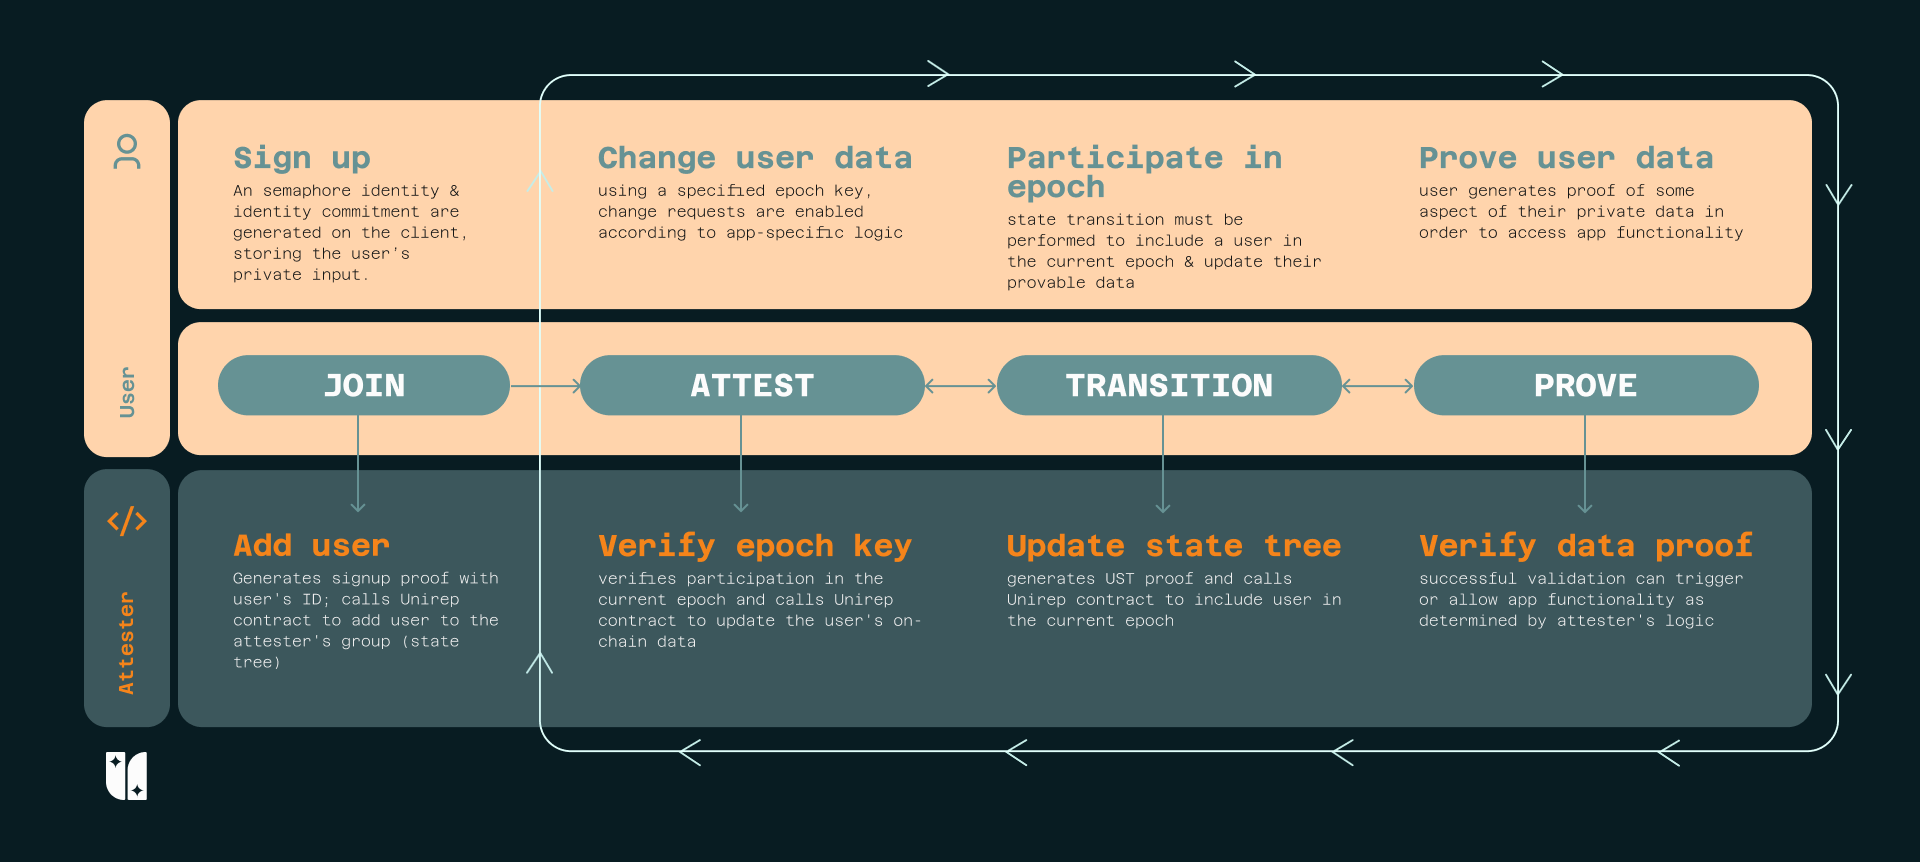 Sign up
An semaphore identity &
identity commitment are
generated on the client,
storing the user's
private input.
Change user data
using a specified epoch key,
change requests are enabled
according to app-specific logic
Participate in
epoch
state transition must be
performed to include a user in
the current epoch & update their
provable data
Prove user data
user generates proof of some
aspect of their private data in
order to access app functionality
User
JOIN
ATTEST
TRANSITION
PROVE
Attester
Add user
Generates signup proof with
user's ID; calls Unirep
contract to add user to the
attester's group (state
tree)
Verify epoch key
verifies participation in the
current epoch and calls Unirep
contract to update the user's on-
chain data
Update state tree
generates UST proof and calls
Unirep contract to include user in
the current epoch
Verify data proof
successful validation can trigger
or allow app functionality as
determined by attester's logic